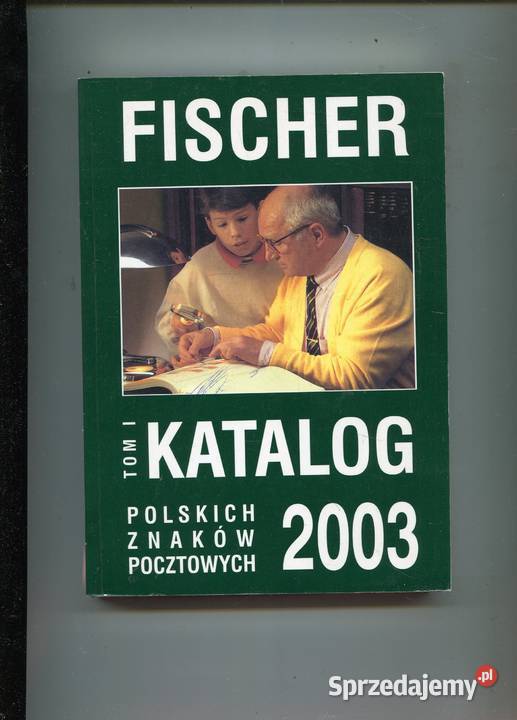 FISCHER
TOM I
KATALOG
POLSKICH
ZNAKÓW
POCZTOWYCH
2003
Sprzedajemy.pl